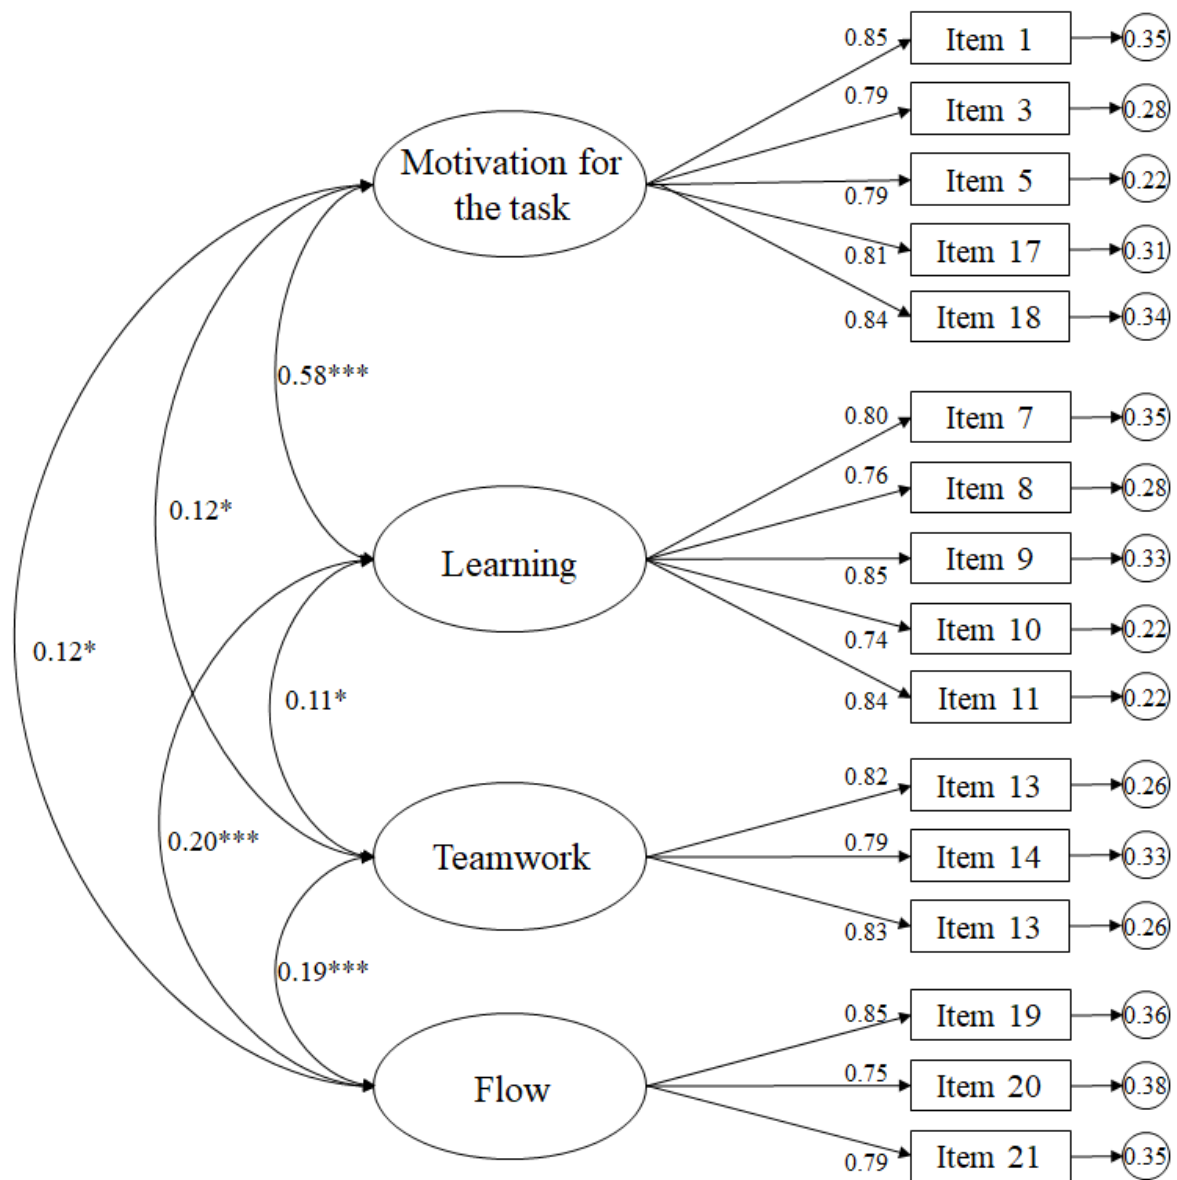 0.85
Item 1
0.35
0.79
Item 3
0.28
Motivation for
the task
0.79
Item 5
0.22
0.81
Item 17
0.31
0.84
Item 18
0.34
0.58***
0.80
Item 7
0.35
0.76
Item 8
0.28
0.12*
Learning
0.85
Item 9
0.33
0.74
Item 10
0.22
0.84
Item 11
0.22
0.12*
0.11*
0.82
Item 13
0.26
0.20***
Teamwork
0.79
Item 14
0.33
0.83
Item 13
0.26
0.19***
0.85
Item 19
0.36
Flow
0.75
Item 20
0.38
0.79
Item 21
0.35